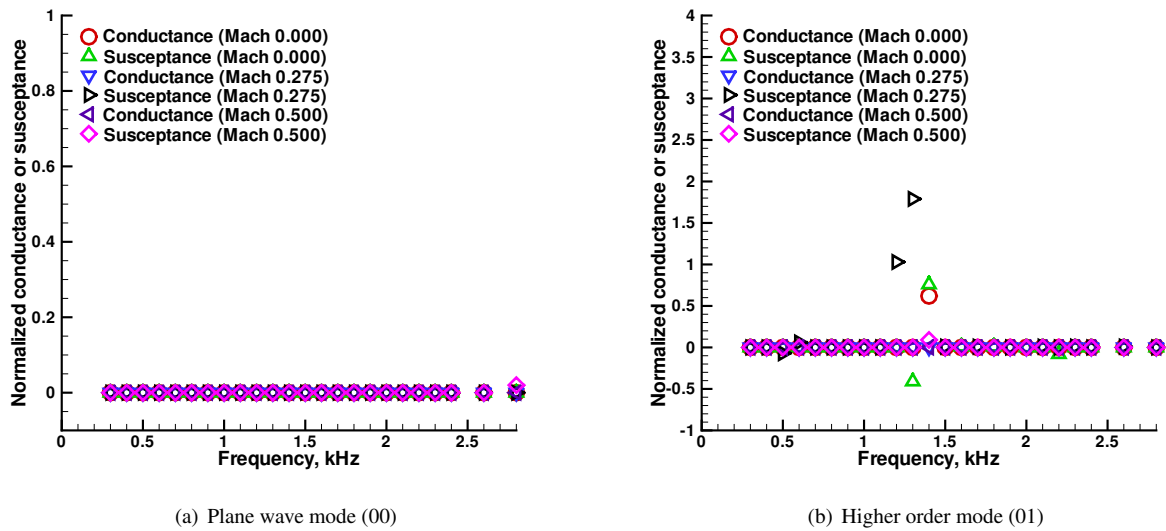 Normalized conductance or susceptance
1
0.8
0.6
0.4
0.2
0
Conductance (Mach 0.000)
Susceptance (Mach 0.000)
Conductance (Mach 0.275)
Susceptance (Mach 0.275)
Conductance (Mach 0.500)
Susceptance (Mach 0.500)
0 0.5 1 1.5 2 2.5
Frequency, kHz
(a) Plane wave mode (00)
Normalized conductance or susceptance
4
3.5
3
2.5
2
1.5
1
0.5
0
-0.5
-1
Conductance (Mach 0.000)
Susceptance (Mach 0.000)
Conductance (Mach 0.275)
Susceptance (Mach 0.275)
Conductance (Mach 0.500)
Susceptance (Mach 0.500)
0 0.5 1 1.5 2 2.5
Frequency, kHz
(b) Higher order mode (01)